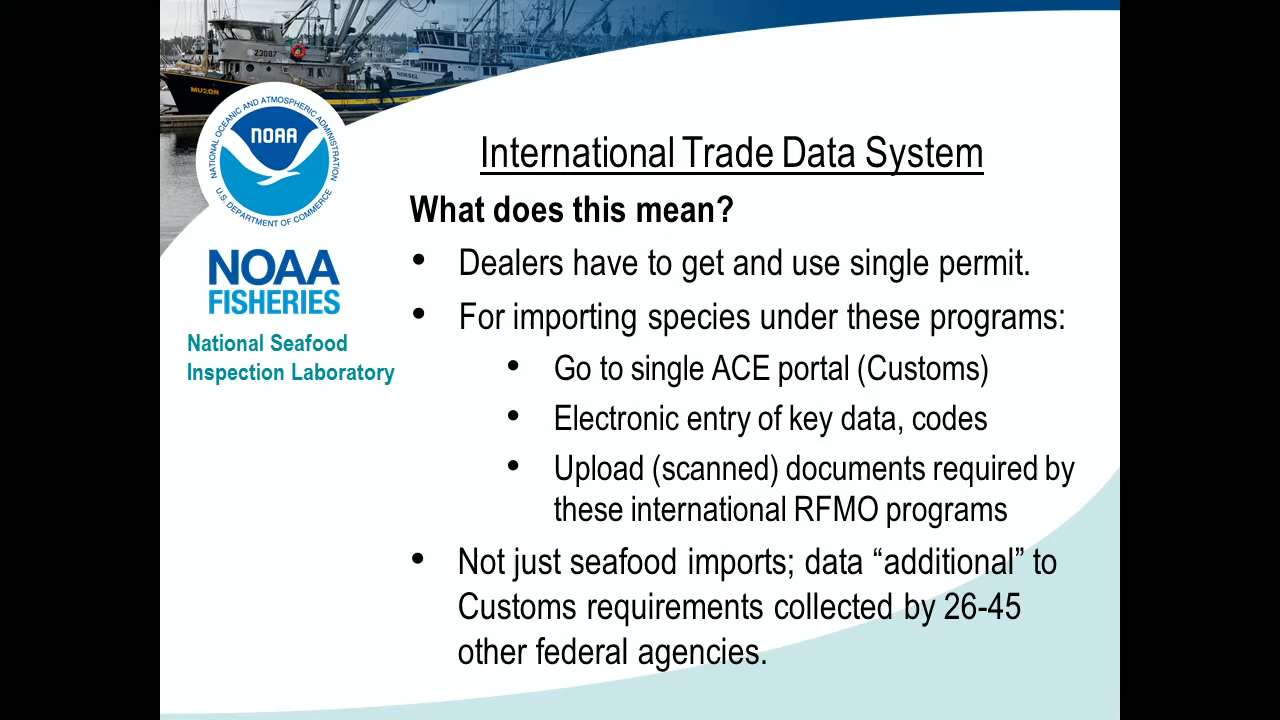 23087
NORSEL
MUZON
NATIONAL OCEANIC AND ATMOSPHERIC ADMINISTRATION
NOAA
U.S. DEPARTMENT OF COMMERCE
NOAA
FISHERIES
National Seafood
Inspection Laboratory
International Trade Data System
What does this mean?
• Dealers have to get and use single permit.
• For importing species under these programs:
• Go to single ACE portal (Customs)
• Electronic entry of key data, codes
• Upload (scanned) documents required by
these international RFMO programs
• Not just seafood imports; data “additional” to
Customs requirements collected by 26-45
other federal agencies.